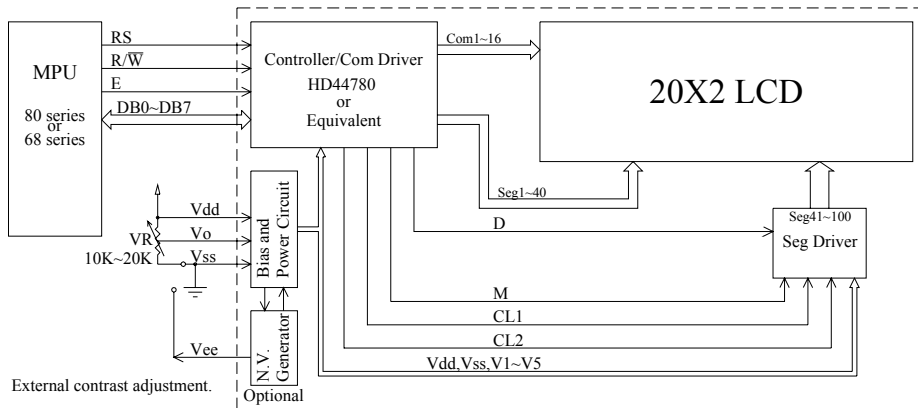 MPU
80 series
or
68 series
RS
R/W̅
E
DB0~DB7
Controller/Com Driver
HD44780
or
Equivalent
Com1~16
20X2 LCD
Seg1~40
Seg41~100
Seg Driver
D
Vdd
Vo
Vss
VR
10K~20K
Bias and
Power Circuit
M
CL1
CL2
Vdd,Vss,V1~V5
Vee
N.V.
Generator
Optional
External contrast adjustment.